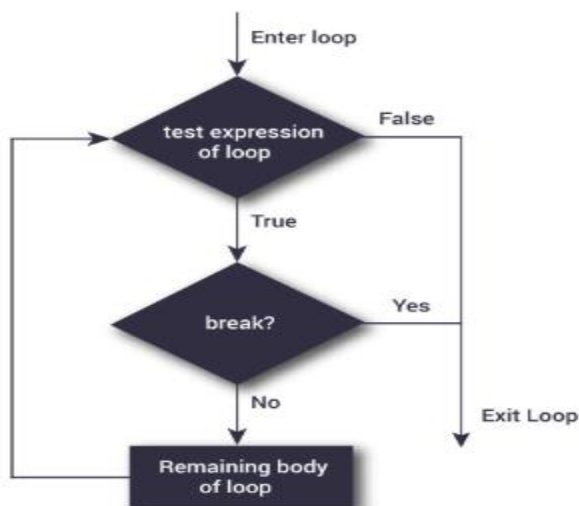 Enter loop
test expression
of loop
False
True
break?
Yes
No
Exit Loop
Remaining body
of loop